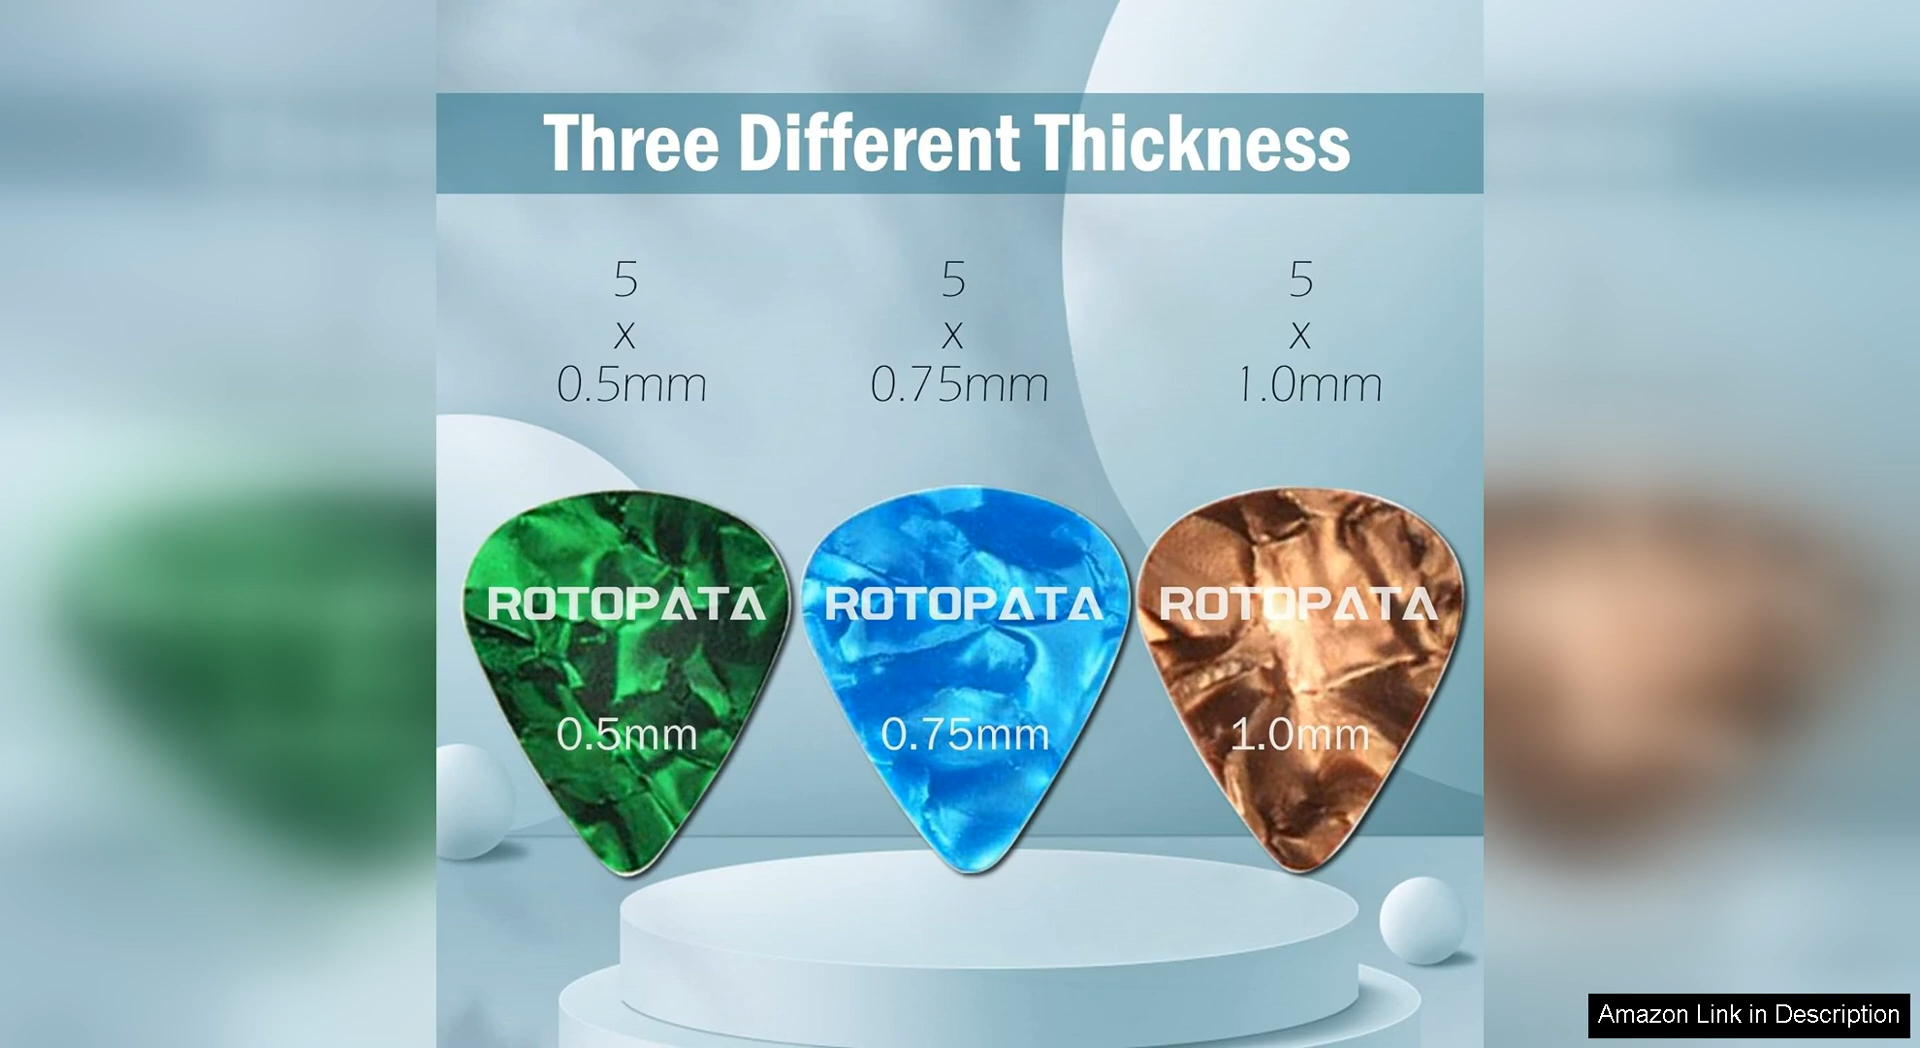 Three Different Thickness
5
x
0.5mm
5
x
0.75mm
5
x
1.0mm
ROTOPATA
0.5mm
ROTOPATA
0.75mm
ROTOPATA
1.0mm
Amazon Link in Description